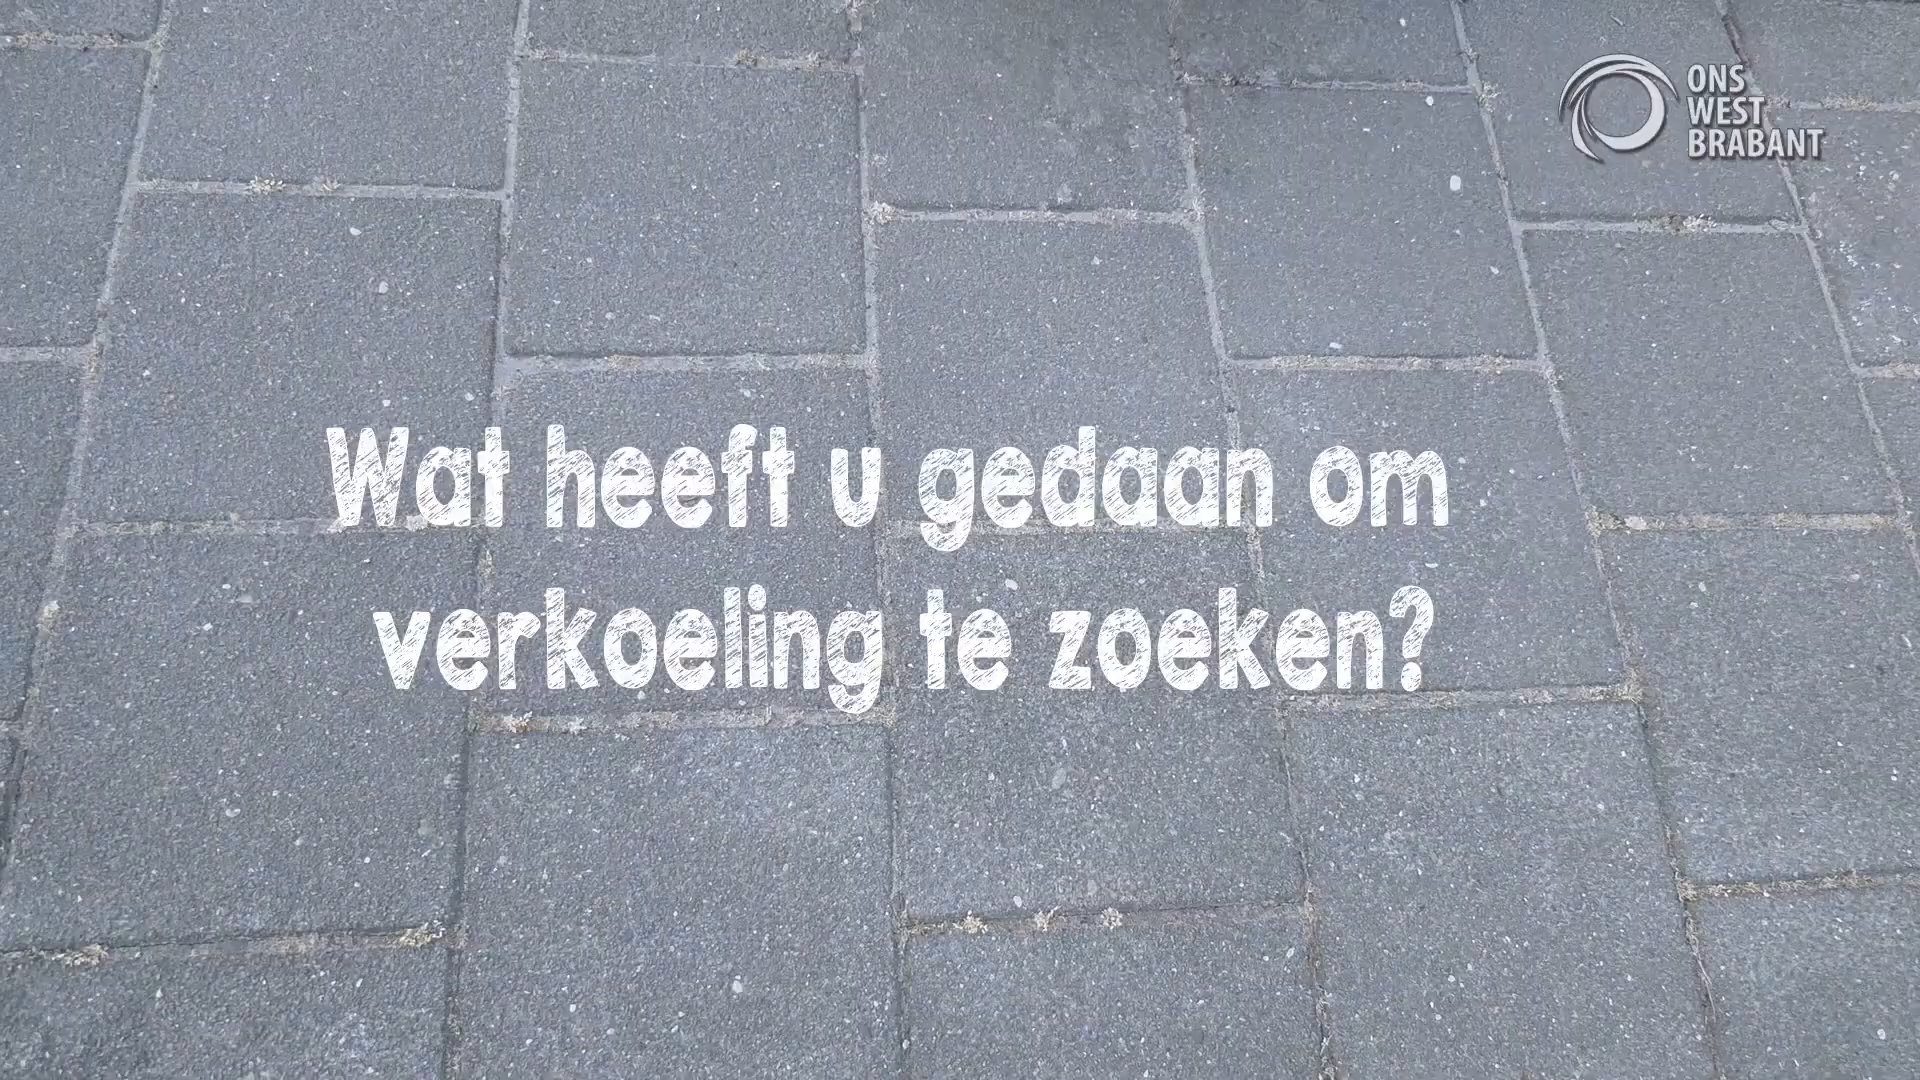 ONS
WEST
BRABANT
Wat heeft u gedaan om
verkoeling te zoeken?